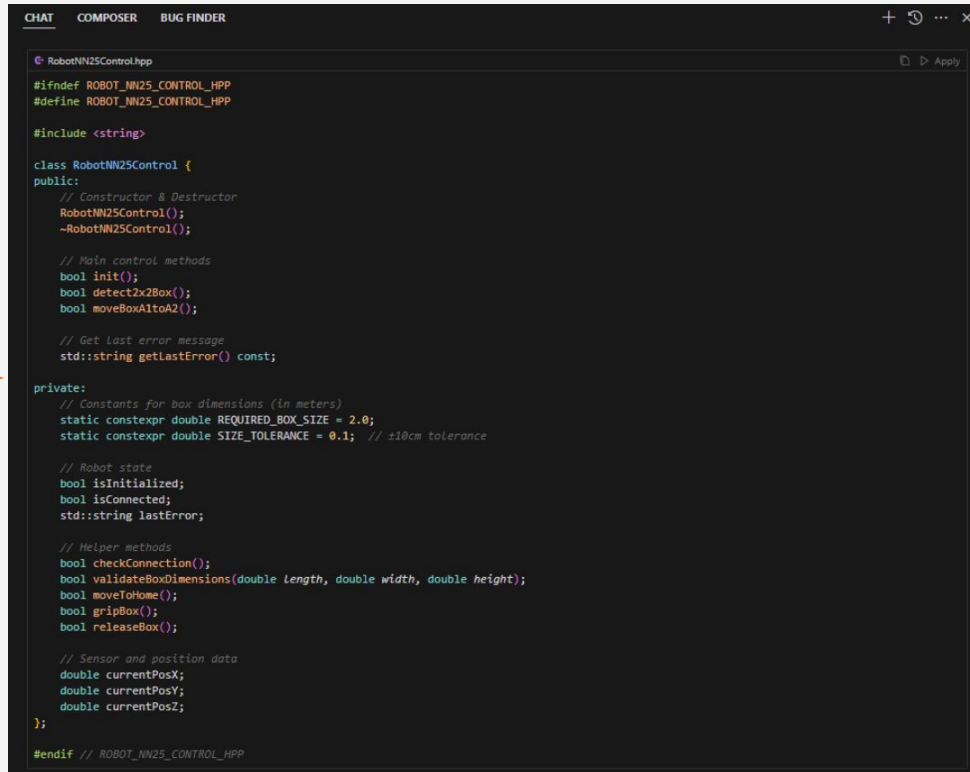 CHAT COMPOSER BUG FINDER
RobotNN25Control.hpp Apply
#ifndef ROBOT_NN25_CONTROL_HPP
#define ROBOT_NN25_CONTROL_HPP
#include <string>
class RobotNN25Control {
public:
// Constructor & Destructor
RobotNN25Control();
~RobotNN25Control();
// Main control methods
bool init();
bool detect2x2Box();
bool moveBoxA1toA2();
// Get last error message
std::string getLastError() const;
private:
// Constants for box dimensions (in meters)
static constexpr double REQUIRED_BOX_SIZE = 2.0;
static constexpr double SIZE_TOLERANCE = 0.1; // ±10cm tolerance
// Robot state
bool isInitialized;
bool isConnected;
std::string lastError;
// Helper methods
bool checkConnection();
bool validateBoxDimensions(double length, double width, double height);
bool moveToHome();
bool gripBox();
bool releaseBox();
// Sensor and position data
double currentPosX;
double currentPosY;
double currentPosZ;
};
#endif // ROBOT_NN25_CONTROL_HPP